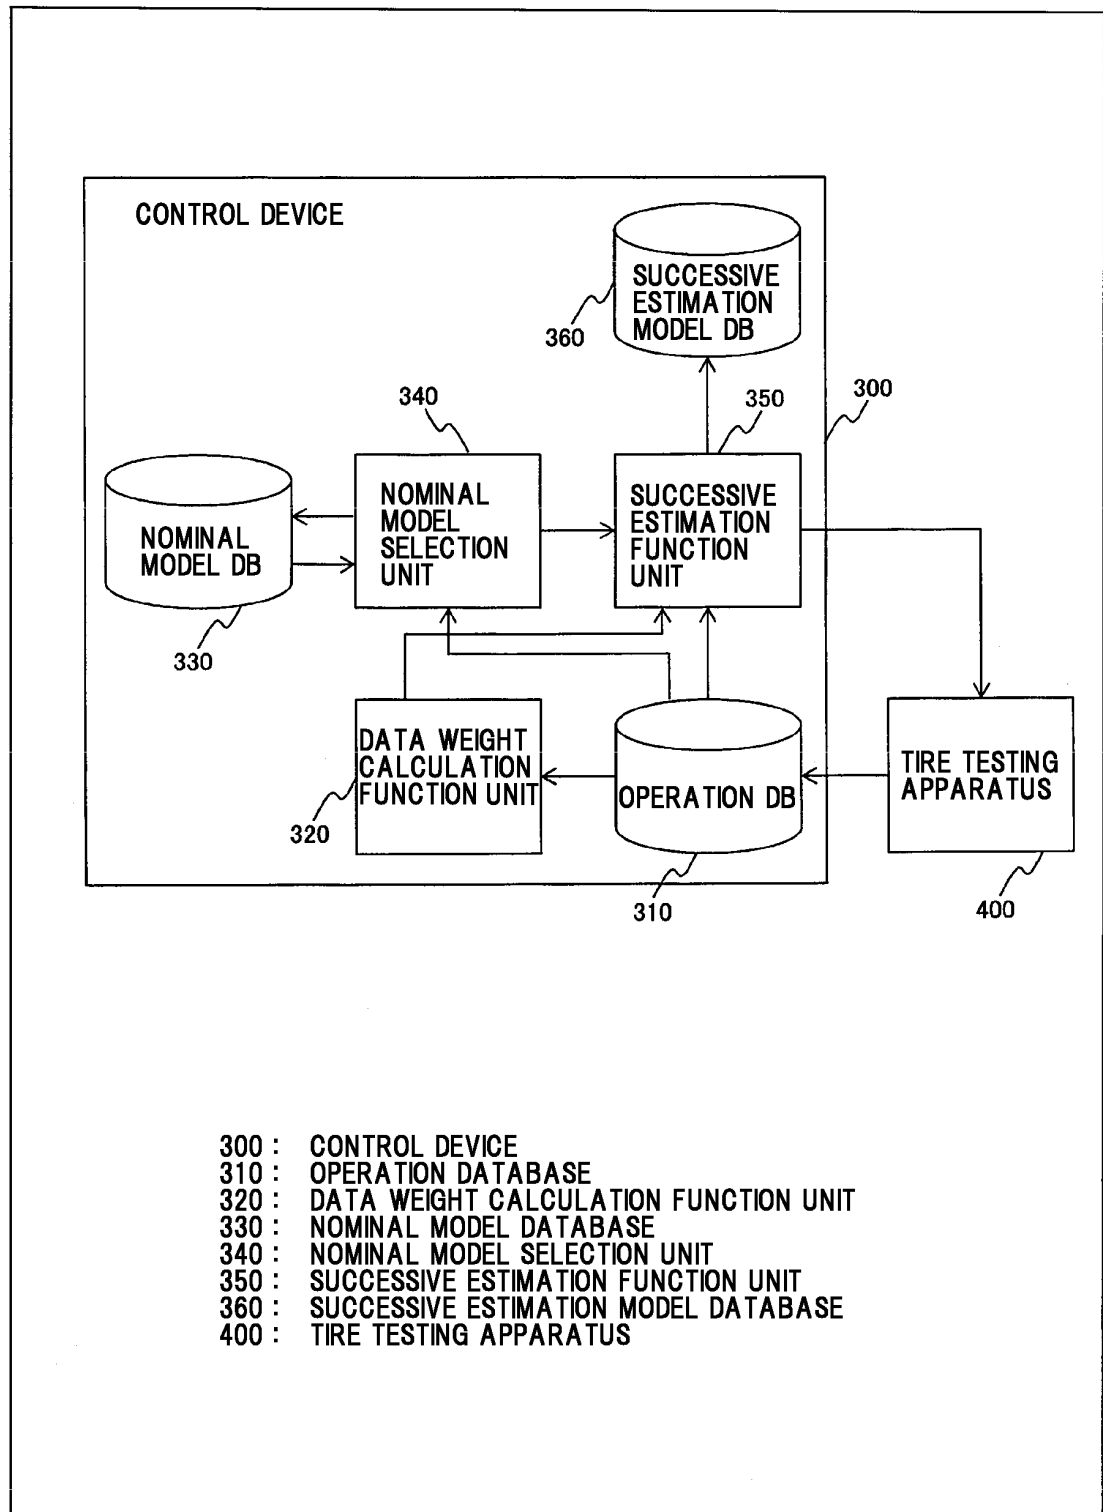 CONTROL DEVICE
SUCCESSIVE
ESTIMATION
MODEL DB
360
340
350
300
NOMINAL
MODEL DB
330
NOMINAL
MODEL
SELECTION
UNIT
SUCCESSIVE
ESTIMATION
FUNCTION
UNIT
DATA WEIGHT
CALCULATION
FUNCTION UNIT
320
OPERATION DB
310
TIRE TESTING
APPARATUS
400
300 : CONTROL DEVICE
310 : OPERATION DATABASE
320 : DATA WEIGHT CALCULATION FUNCTION UNIT
330 : NOMINAL MODEL DATABASE
340 : NOMINAL MODEL SELECTION UNIT
350 : SUCCESSIVE ESTIMATION FUNCTION UNIT
360 : SUCCESSIVE ESTIMATION MODEL DATABASE
400 : TIRE TESTING APPARATUS